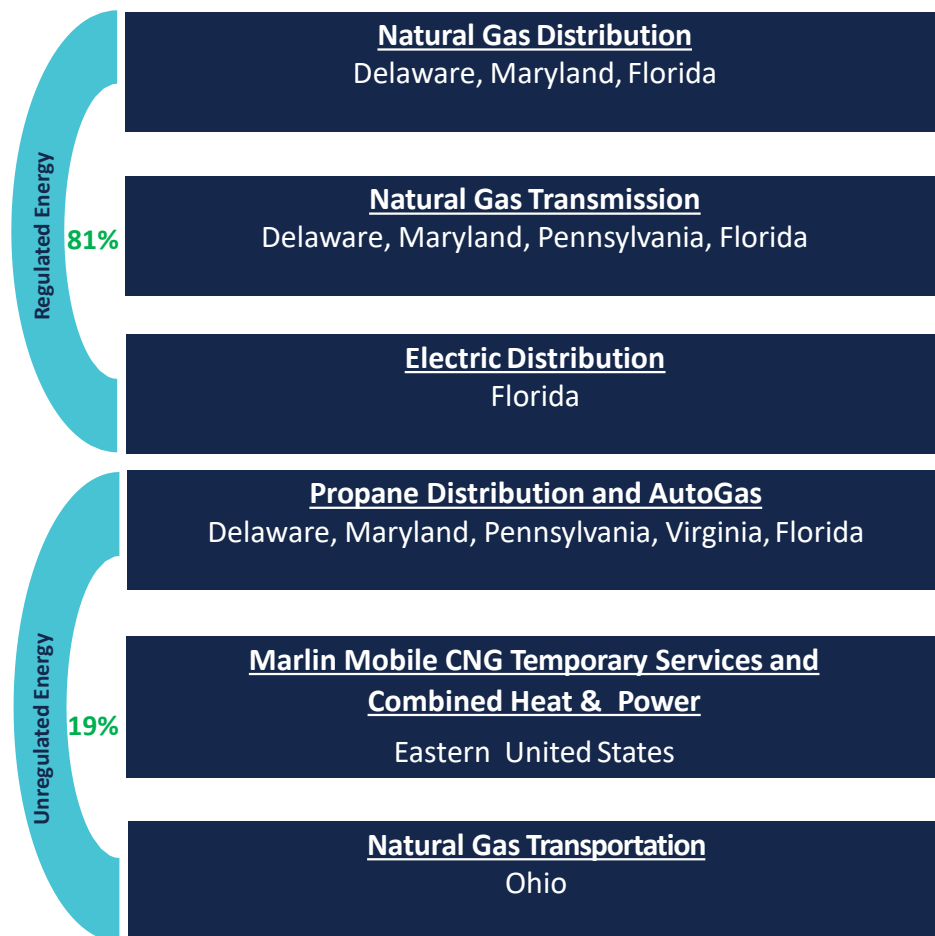 Natural Gas Distribution
Delaware, Maryland, Florida
Regulated Energy
81%
Natural Gas Transmission
Delaware, Maryland, Pennsylvania, Florida
Electric Distribution
Florida
Propane Distribution and AutoGas
Delaware, Maryland, Pennsylvania, Virginia, Florida
Unregulated Energy
19%
Marlin Mobile CNG Temporary Services and
Combined Heat & Power
Eastern United States
Natural Gas Transportation
Ohio